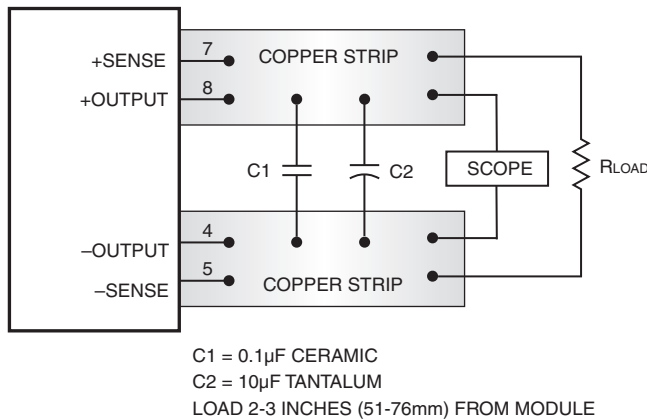 +SENSE
7
COPPER STRIP
+OUTPUT
8
C1
C2
SCOPE
RLOAD
–OUTPUT
4
–SENSE
5
COPPER STRIP
C1 = 0.1µF CERAMIC
C2 = 10µF TANTALUM
LOAD 2-3 INCHES (51-76mm) FROM MODULE